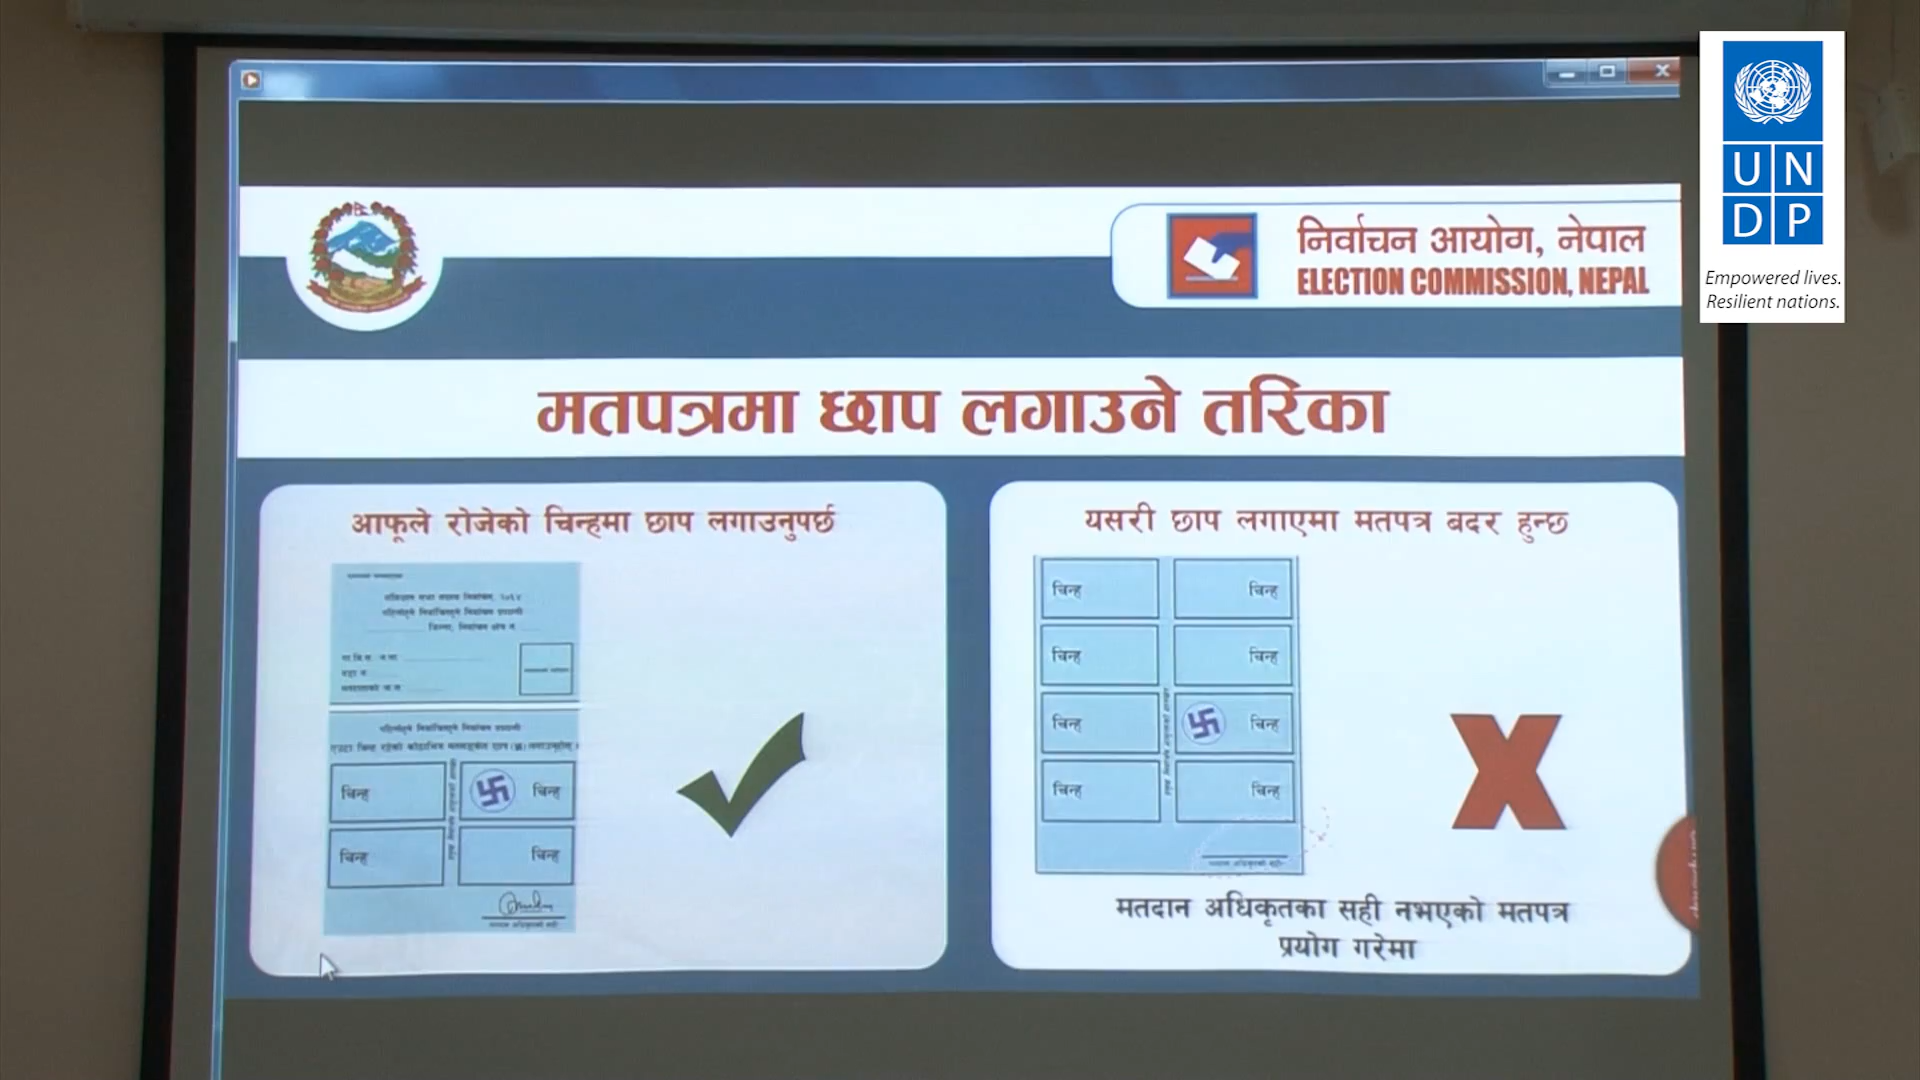 निर्वाचन आयोग, नेपाल
ELECTION COMMISSION, NEPAL
UN
DP
Empowered lives.
Resilient nations.
मतपत्रमा छाप लगाउने तरिका
आफूले रोजेको चिन्हमा छाप लगाउनुपर्छ
चिन्ह
चिन्ह
चिन्ह
चिन्ह
यसरी छाप लगाएमा मतपत्र बदर हुन्छ
चिन्ह
चिन्ह
चिन्ह
चिन्ह
चिन्ह
चिन्ह
चिन्ह
चिन्ह
मतदान अधिकृतका सही नभएको मतपत्र
प्रयोग गरेमा